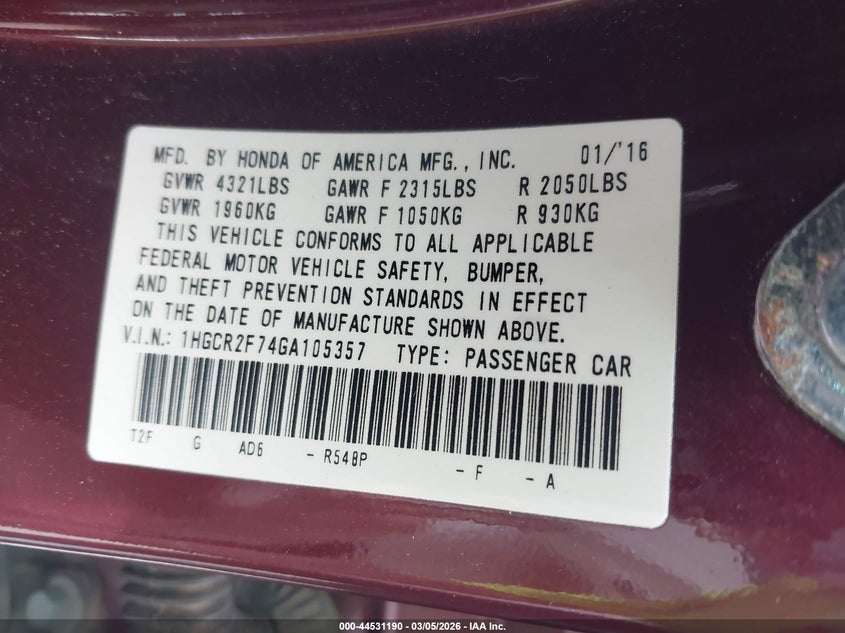 MFD. BY HONDA OF AMERICA MFG., INC. 01/'16
GVWR 4321LBS GAWR F 2315LBS R 2050LBS
GVWR 1960KG GAWR F 1050KG R 930KG
THIS VEHICLE CONFORMS TO ALL APPLICABLE
FEDERAL MOTOR VEHICLE SAFETY, BUMPER,
AND THEFT PREVENTION STANDARDS IN EFFECT
ON THE DATE OF MANUFACTURE SHOWN ABOVE.
V.I.N.: 1HGCR2F74GA105357 TYPE: PASSENGER CAR
T2F G AD6 - R548P - F - A
000-44531190 - 03/05/2026 - IAA Inc.